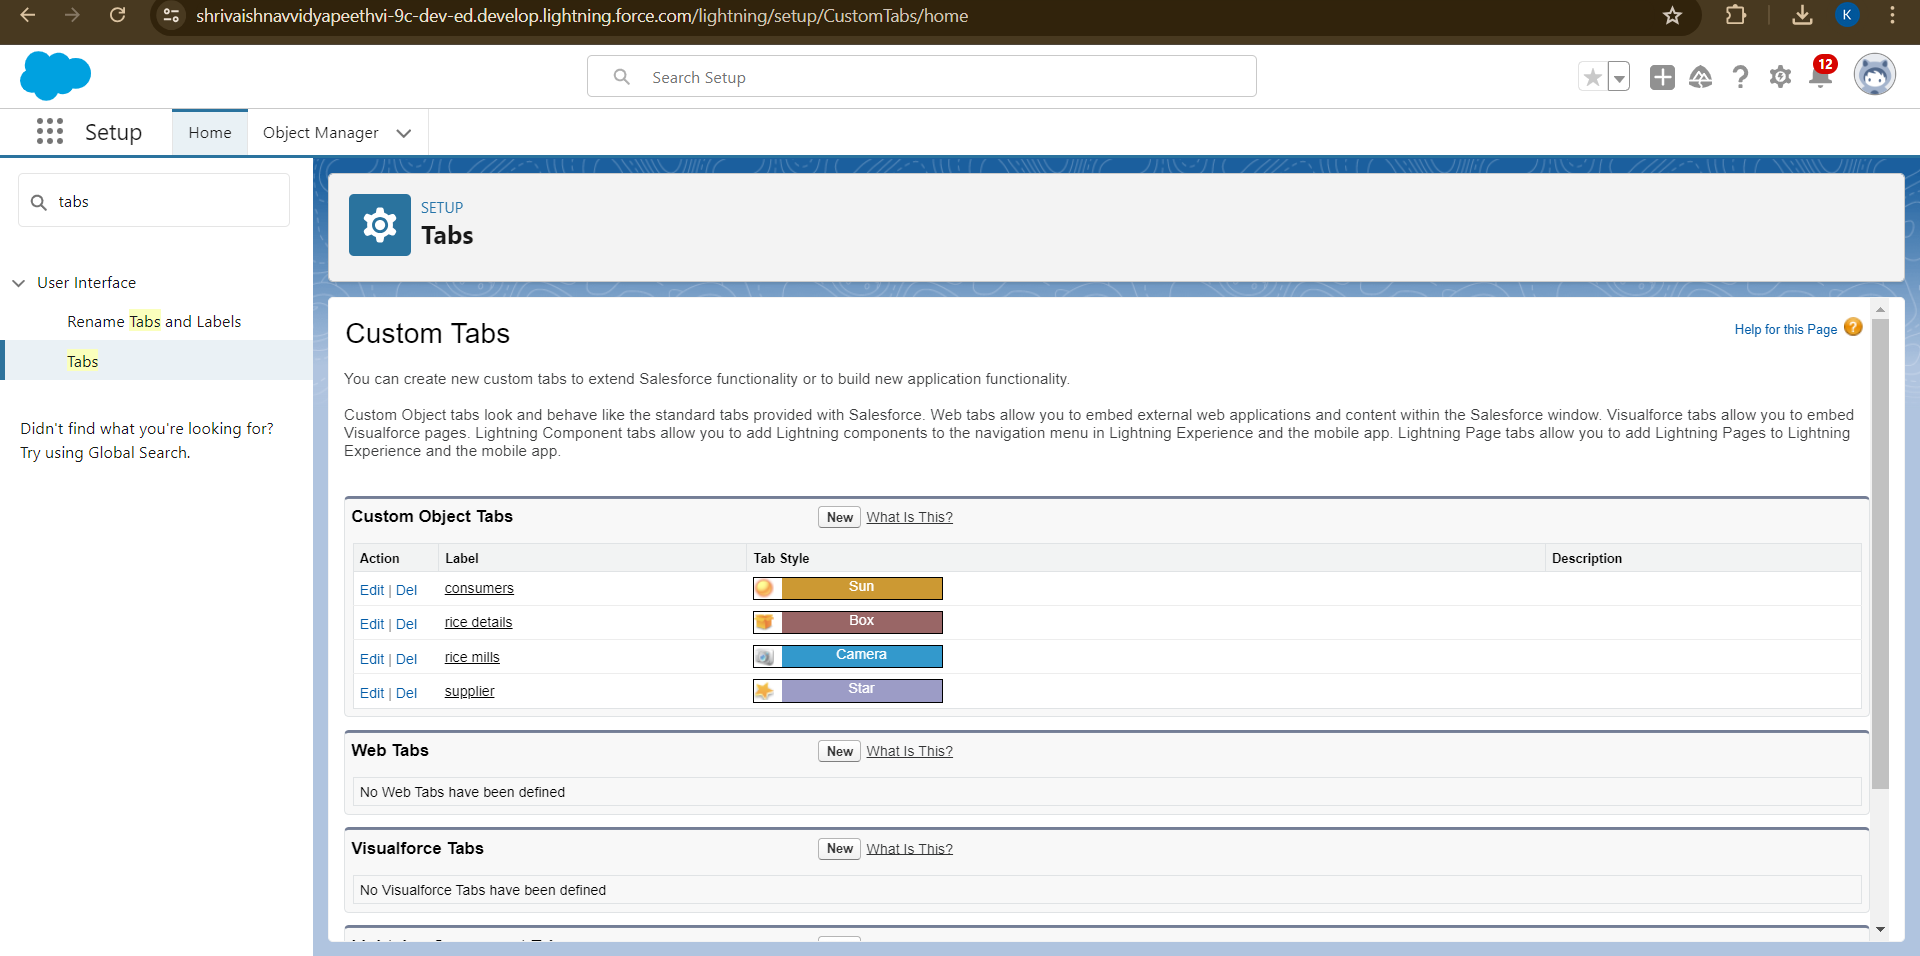 shrivaishnavvidyapeethvi-9c-dev-ed.develop.lightning.force.com/lightning/setup/CustomTabs/home
K
Search Setup
12
Setup
Home
Object Manager
tabs
User Interface
Rename Tabs and Labels
Tabs
Didn't find what you're looking for?
Try using Global Search.
SETUP
Tabs
Custom Tabs
Help for this Page
You can create new custom tabs to extend Salesforce functionality or to build new application functionality.
Custom Object tabs look and behave like the standard tabs provided with Salesforce. Web tabs allow you to embed external web applications and content within the Salesforce window. Visualforce tabs allow you to embed
Visualforce pages. Lightning Component tabs allow you to add Lightning components to the navigation menu in Lightning Experience and the mobile app. Lightning Page tabs allow you to add Lightning Pages to Lightning
Experience and the mobile app.
Custom Object Tabs New What Is This?
Action Label Tab Style Description
Edit | Del consumers Sun
Edit | Del rice details Box
Edit | Del rice mills Camera
Edit | Del supplier Star
Web Tabs New What Is This?
No Web Tabs have been defined
Visualforce Tabs New What Is This?
No Visualforce Tabs have been defined